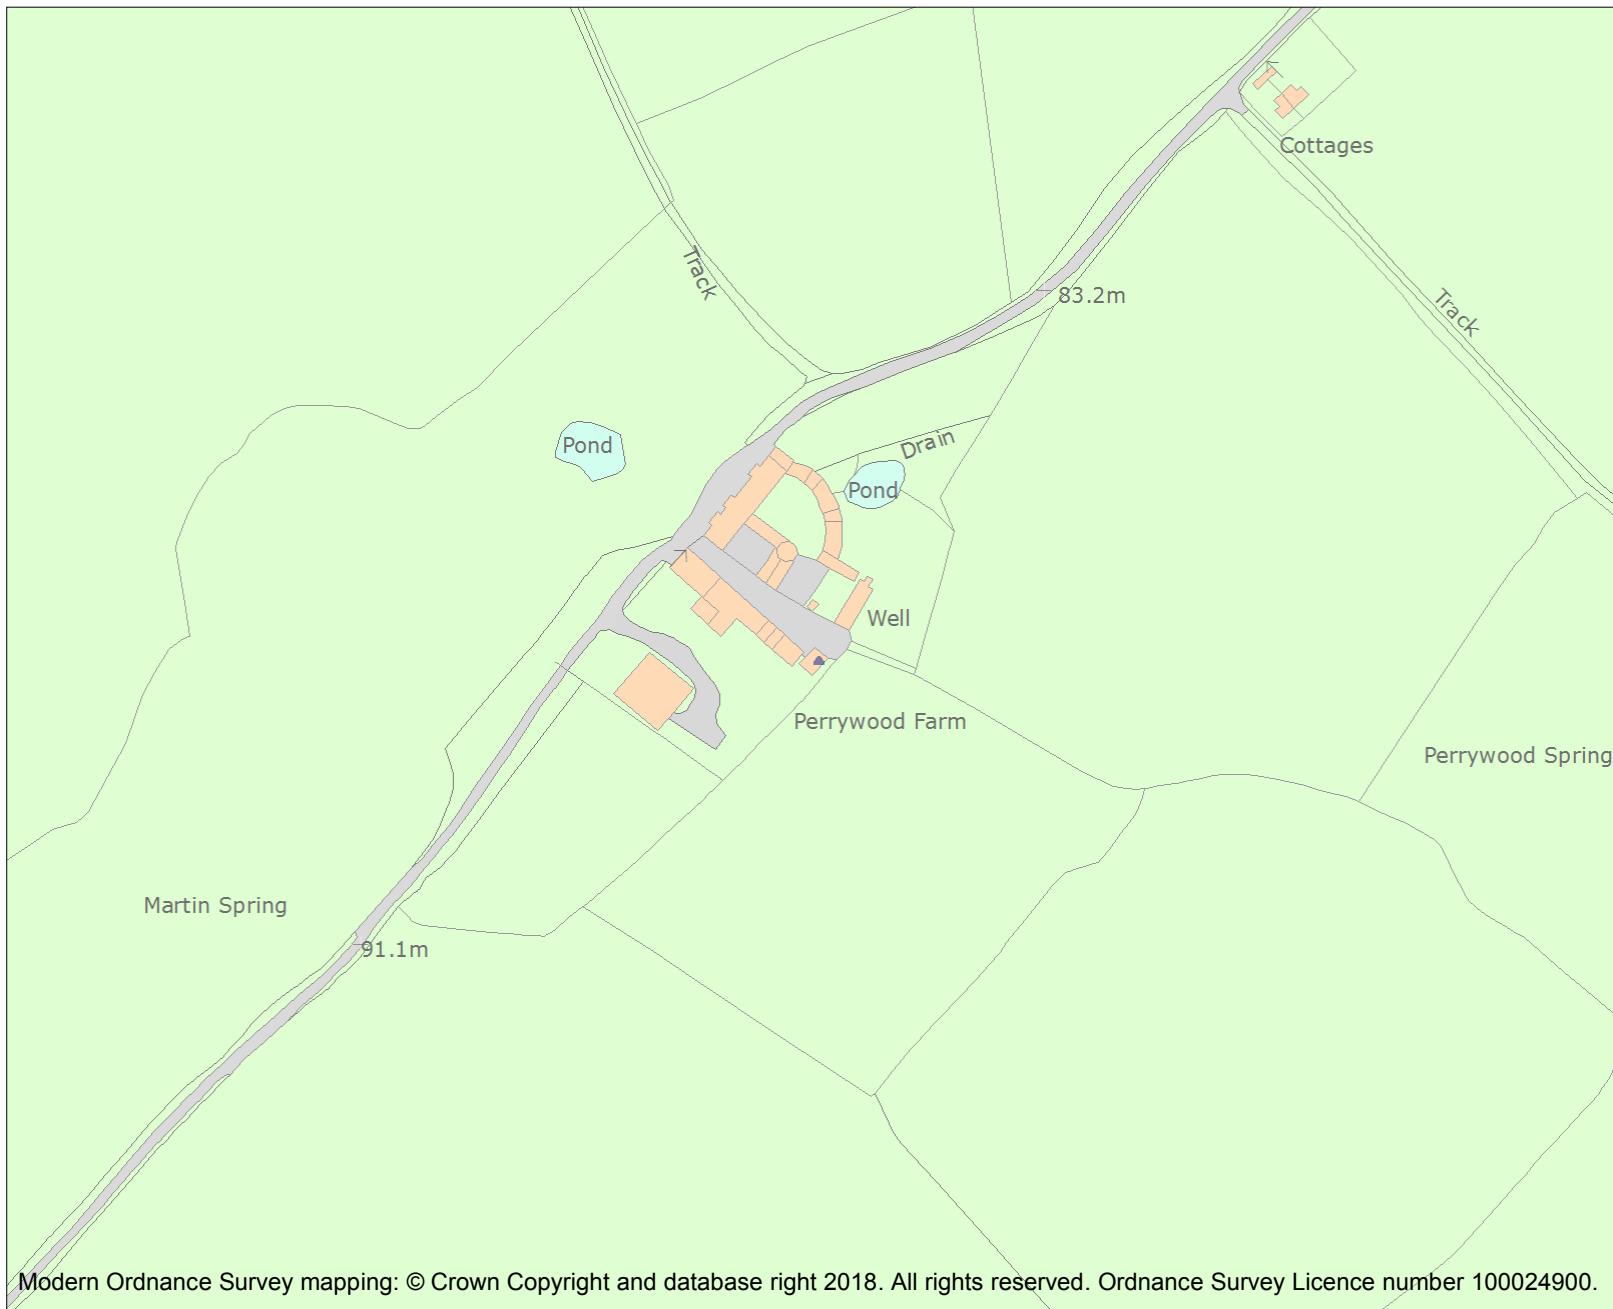 Cottages
Track
83.2m
Track
Drain
Pond
Pond
Well
Perrywood Farm
Perrywood Spring
Martin Spring
91.1m
Modern Ordnance Survey mapping: © Crown Copyright and database right 2018. All rights reserved. Ordnance Survey Licence number 100024900.